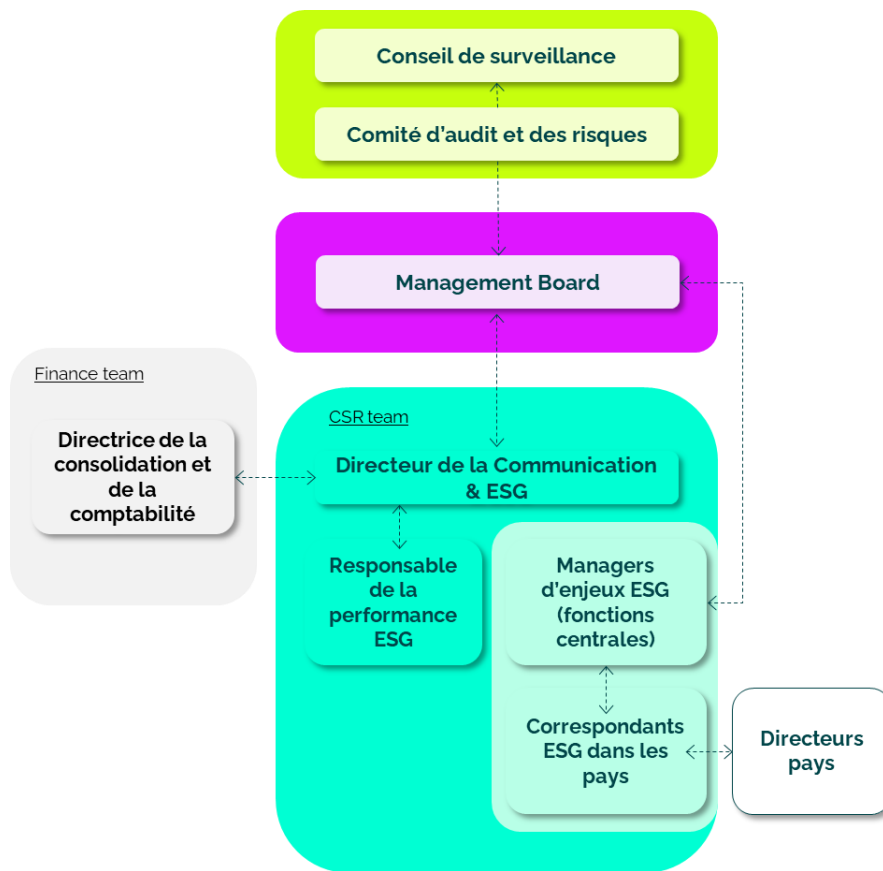 Conseil de surveillance
Comité d'audit et des risques
Management Board
Finance team
Directrice de la
consolidation et
de la
comptabilité
CSR team
Directeur de la Communication
& ESG
Responsable
de la
performance
ESG
Managers
d'enjeux ESG
(fonctions
centrales)
Correspondants
ESG dans les
pays
Directeurs
pays